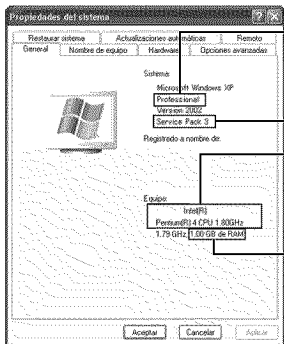 Propiedades del sistema
Restaurar sistema
Actualizaciones automáticas
Remoto
General
Nombre de equipo
Hardware
Opciones avanzadas
Sistema:
Microsoft Windows XP
Professional
Versión 2002
Service Pack 3
Registrado a nombre de:
Equipo:
Intel(R)
Pentium(R) 4 CPU 1.80GHz
1.79 GHz, 1,00 GB de RAM
Aceptar
Cancelar
Aplicar